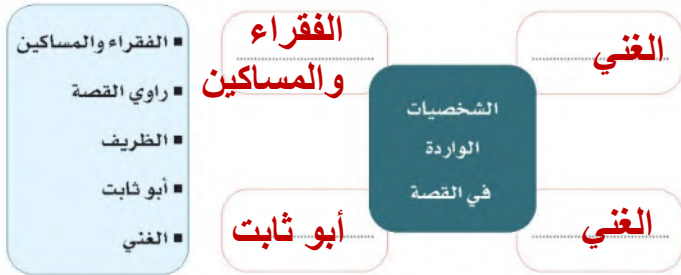 الغني
الفقراء
والمساكين
الشخصيات
الواردة
في القصة
الغني
أبو ثابت
▪ الفقراء والمساكين
▪ راوي القصة
▪ الظريف
▪ أبو ثابت
▪ الغني